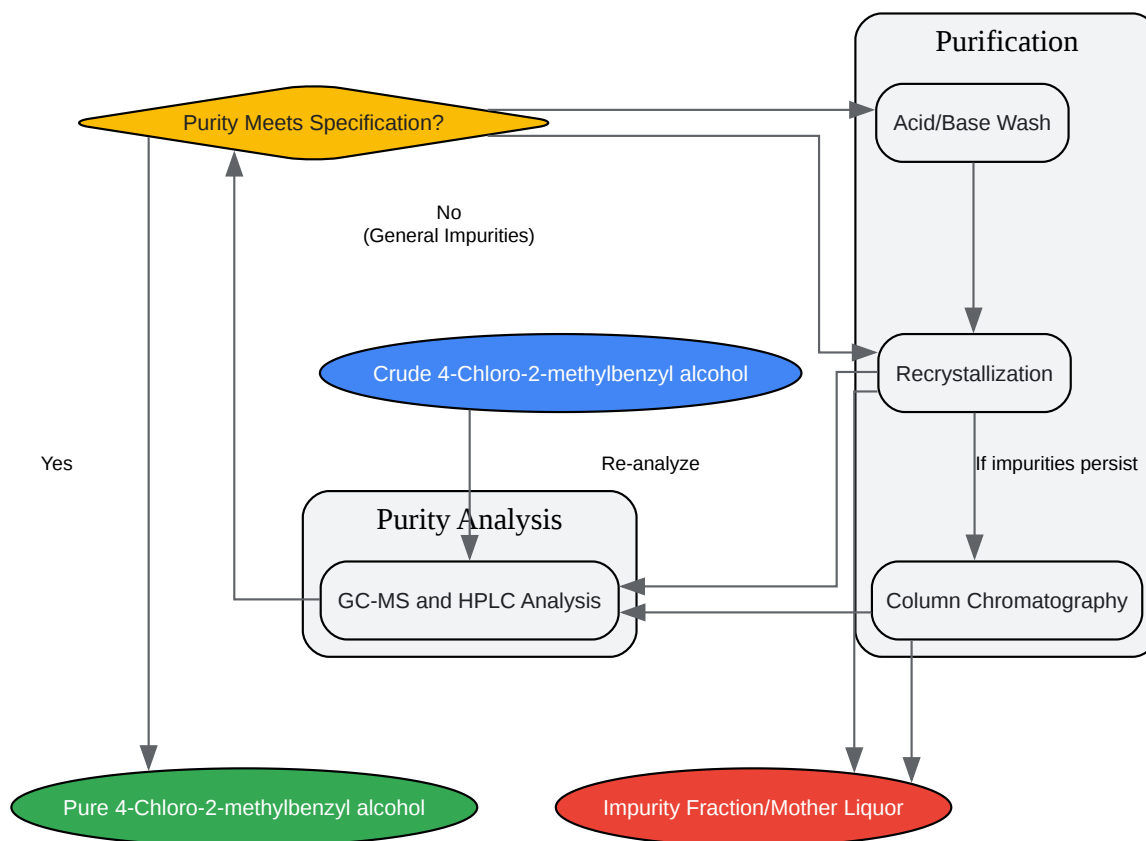 Purification
Purity Meets Specification?
Acid/Base Wash
No
(General Impurities)
Crude 4-Chloro-2-methylbenzyl alcohol
Recrystallization
Yes
Re-analyze
If impurities persist
Purity Analysis
GC-MS and HPLC Analysis
Column Chromatography
Pure 4-Chloro-2-methylbenzyl alcohol
Impurity Fraction/Mother Liquor